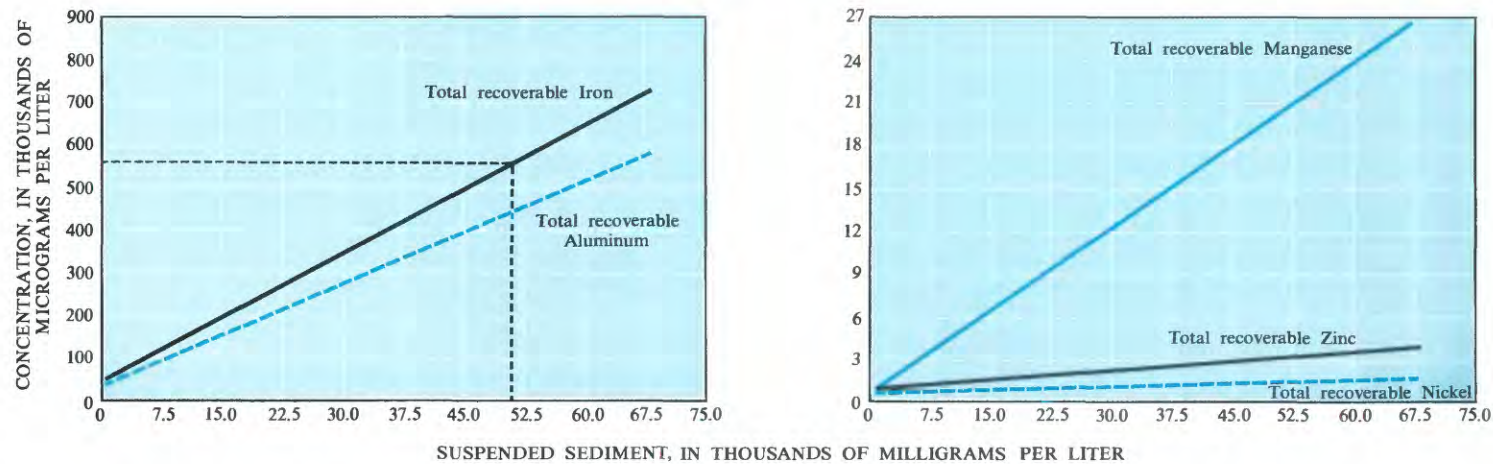 CONCENTRATION, IN THOUSANDS OF
MICROGRAMS PER LITER
900
800
700
600
500
400
300
200
100
0
Total recoverable Iron
Total recoverable
Aluminum
0 7.5 15.0 22.5 30.0 37.5 45.0 52.5 60.0 67.5 75.0
27
24
21
18
15
12
9
6
3
0
Total recoverable Manganese
Total recoverable Zinc
Total recoverable Nickel
0 7.5 15.0 22.5 30.0 37.5 45.0 52.5 60.0 67.5 75.0
SUSPENDED SEDIMENT, IN THOUSANDS OF MILLIGRAMS PER LITER